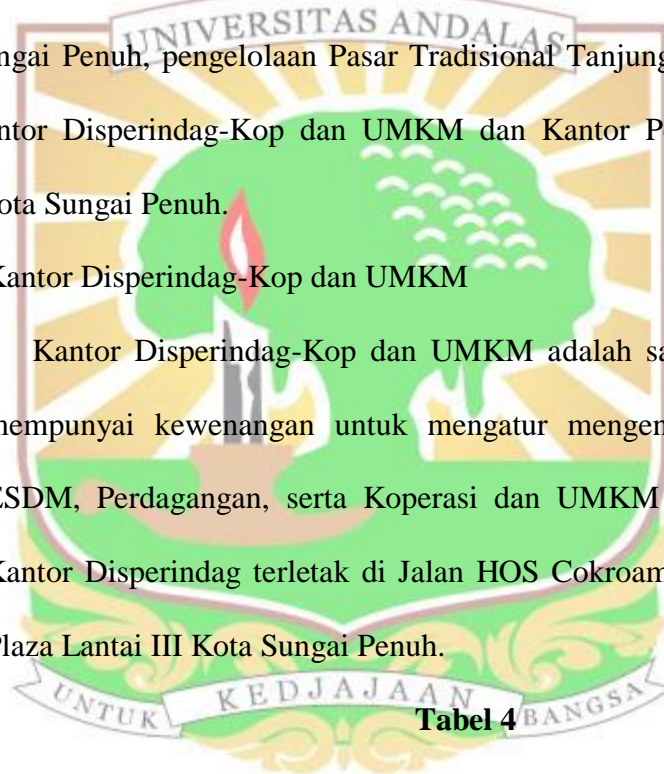 UNIVERSITAS ANDALAS
ngai Penuh, pengelolaan Pasar Tradisional Tanjung
ntor Disperindag-Kop dan UMKM dan Kantor P
ota Sungai Penuh.
Kantor Disperindag-Kop dan UMKM
Kantor Disperindag-Kop dan UMKM adalah sa
mempunyai kewenangan untuk mengatur mengen
ESDM, Perdagangan, serta Koperasi dan UMKM
Kantor Disperindag terletak di Jalan HOS Cokroam
Plaza Lantai III Kota Sungai Penuh.
UNTUK KEDJAJAAN BANGSA
Tabel 4